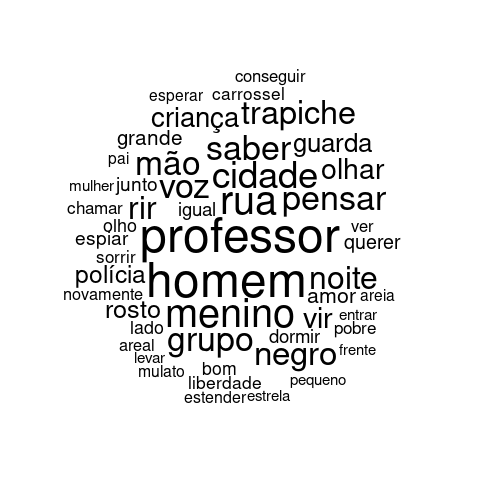 conseguir
esperar carrossel
criança trapiche
grande saber guarda
pai mão cidade olhar
mulher junto voz rua pensar
chamar rir igual
olho professor ver
espiar querer
sorrir
polícia homem noite
novamente amor areia
rosto menino vir entrar
lado grupo dormir pobre
areal negro frente
levar
mulato bom
liberdade pequeno
estender estrela